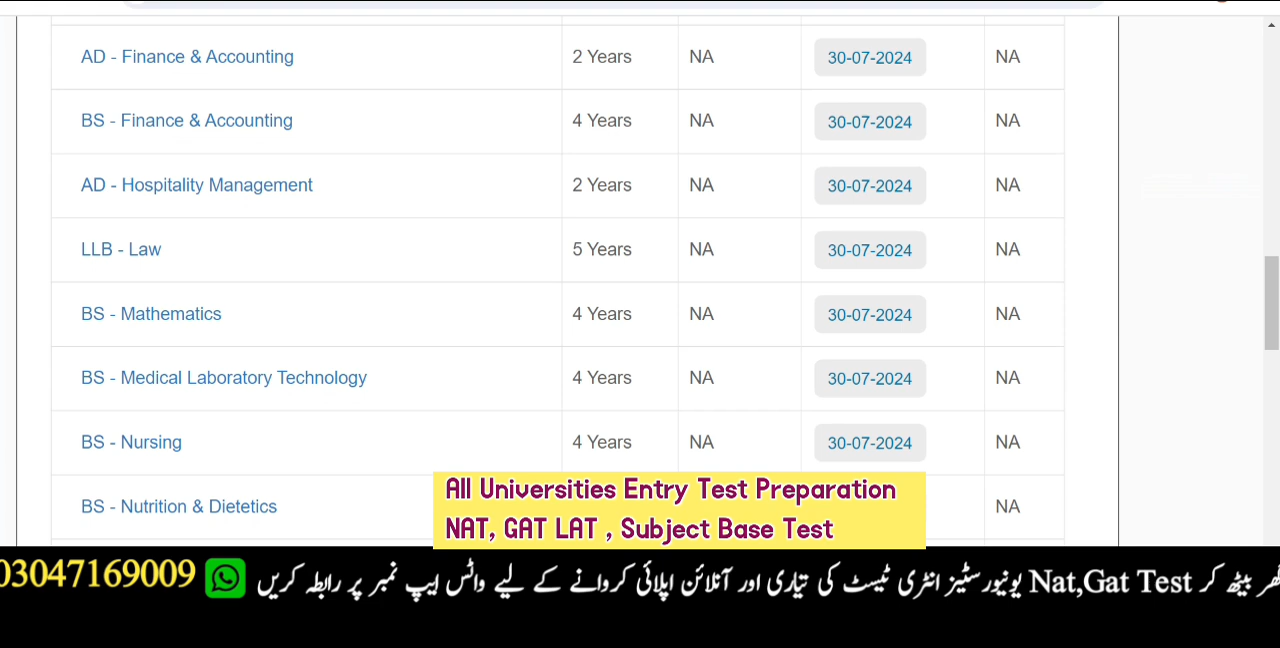 AD - Finance & Accounting 2 Years NA 30-07-2024 NA
BS - Finance & Accounting 4 Years NA 30-07-2024 NA
AD - Hospitality Management 2 Years NA 30-07-2024 NA
LLB - Law 5 Years NA 30-07-2024 NA
BS - Mathematics 4 Years NA 30-07-2024 NA
BS - Medical Laboratory Technology 4 Years NA 30-07-2024 NA
BS - Nursing 4 Years NA 30-07-2024 NA
BS - Nutrition & Dietetics NA
All Universities Entry Test Preparation
NAT, GAT LAT , Subject Base Test
بیٹھ کر Nat,Gat Test یونیورسٹیز انٹری ٹیسٹ کی تیاری اور آنلائن اپلائی کروانے کے لیے واٹس ایپ نمبر پر رابطہ کریں 03047169009